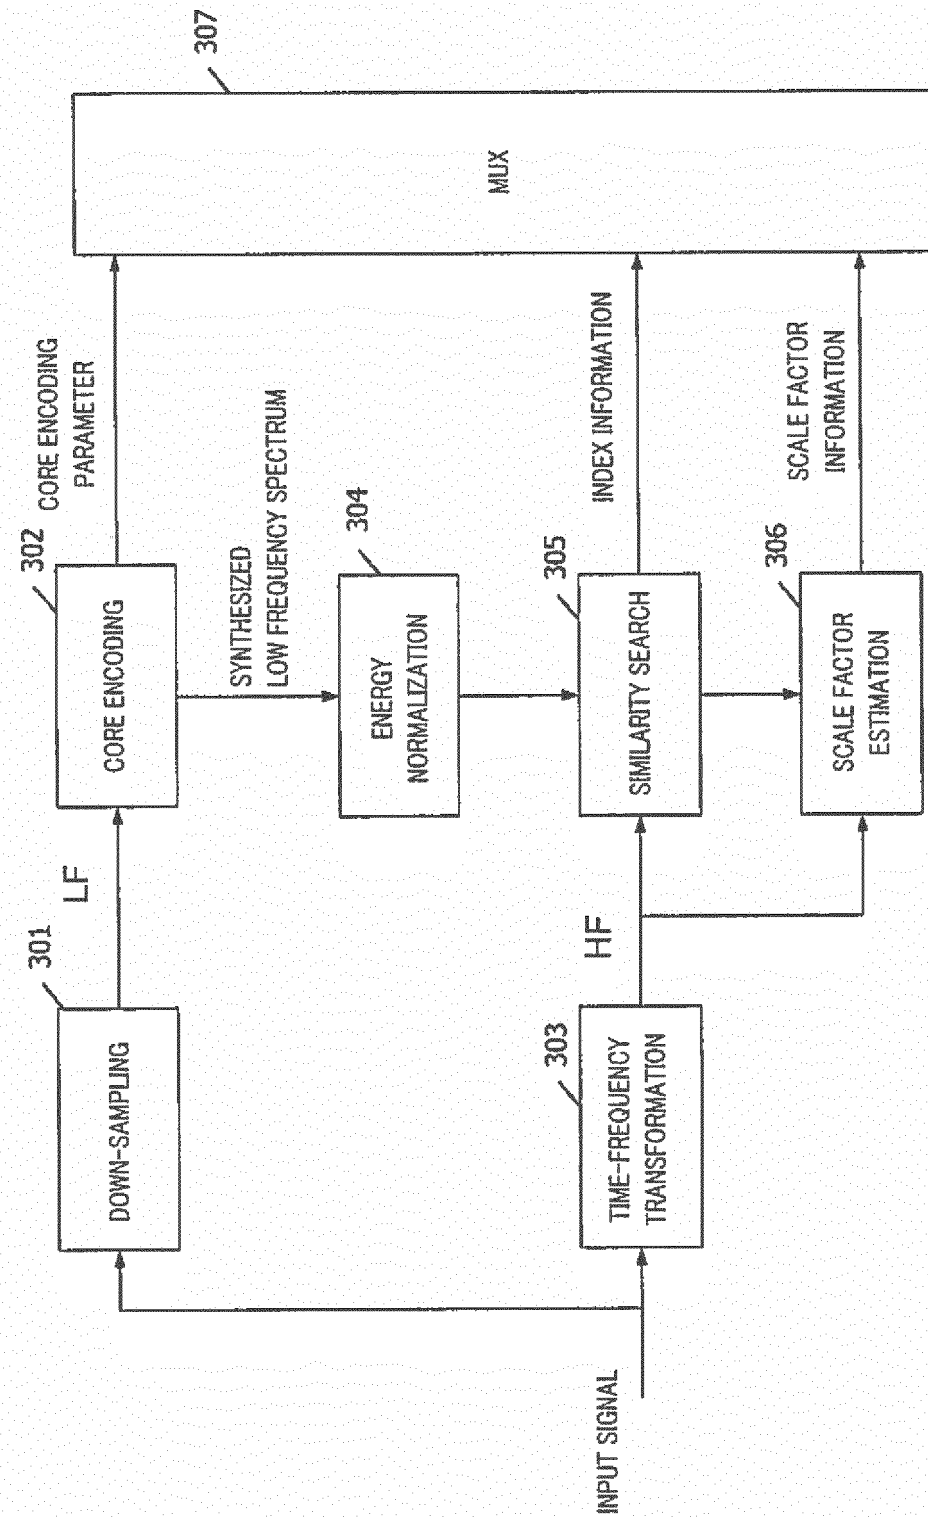 INPUT SIGNAL
301
DOWN-SAMPLING
LF
302
CORE ENCODING
CORE ENCODING
PARAMETER
307
MUX
SYNTHESIZED
LOW FREQUENCY SPECTRUM
304
ENERGY
NORMALIZATION
303
TIME-FREQUENCY
TRANSFORMATION
HF
305
SIMILARITY SEARCH
INDEX INFORMATION
306
SCALE FACTOR
ESTIMATION
SCALE FACTOR
INFORMATION